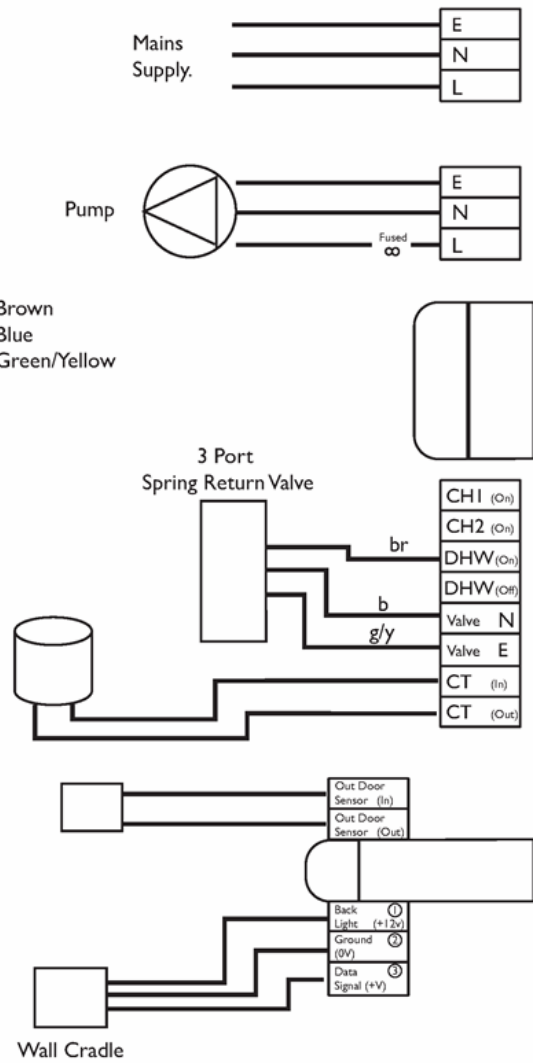 Mains
Supply.
E
N
L
Pump
Fused
E
N
L
Brown
Blue
Green/Yellow
3 Port
Spring Return Valve
br
b
g/y
CH1 (On)
CH2 (On)
DHW (On)
DHW (Off)
Valve N
Valve E
CT (In)
CT (Out)
Out Door
Sensor (In)
Out Door
Sensor (Out)
Back ①
Light (+12v)
Ground ②
(0V)
Data ③
Signal (+V)
Wall Cradle